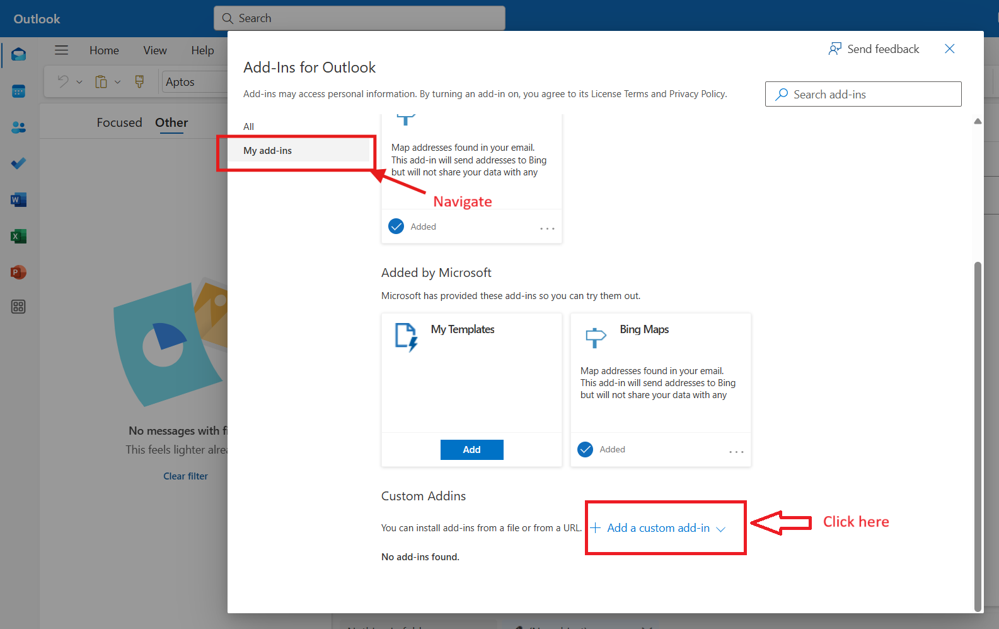 Outlook
Search
Home
View
Help
Aptos
Focused
Other
No messages with
This feels lighter
Clear filter
Send feedback
Add-Ins for Outlook
Add-ins may access personal information. By turning an add-in on, you agree to its License Terms and Privacy Policy.
Search add-ins
All
My add-ins
Navigate
Map addresses found in your email.
This add-in will send addresses to Bing
but will not share your data with any
Added
Added by Microsoft
Microsoft has provided these add-ins so you can try them out.
My Templates
Add
Bing Maps
Map addresses found in your email.
This add-in will send addresses to Bing
but will not share your data with any
Added
Custom Addins
You can install add-ins from a file or from a URL.
Add a custom add-in
Click here
No add-ins found.